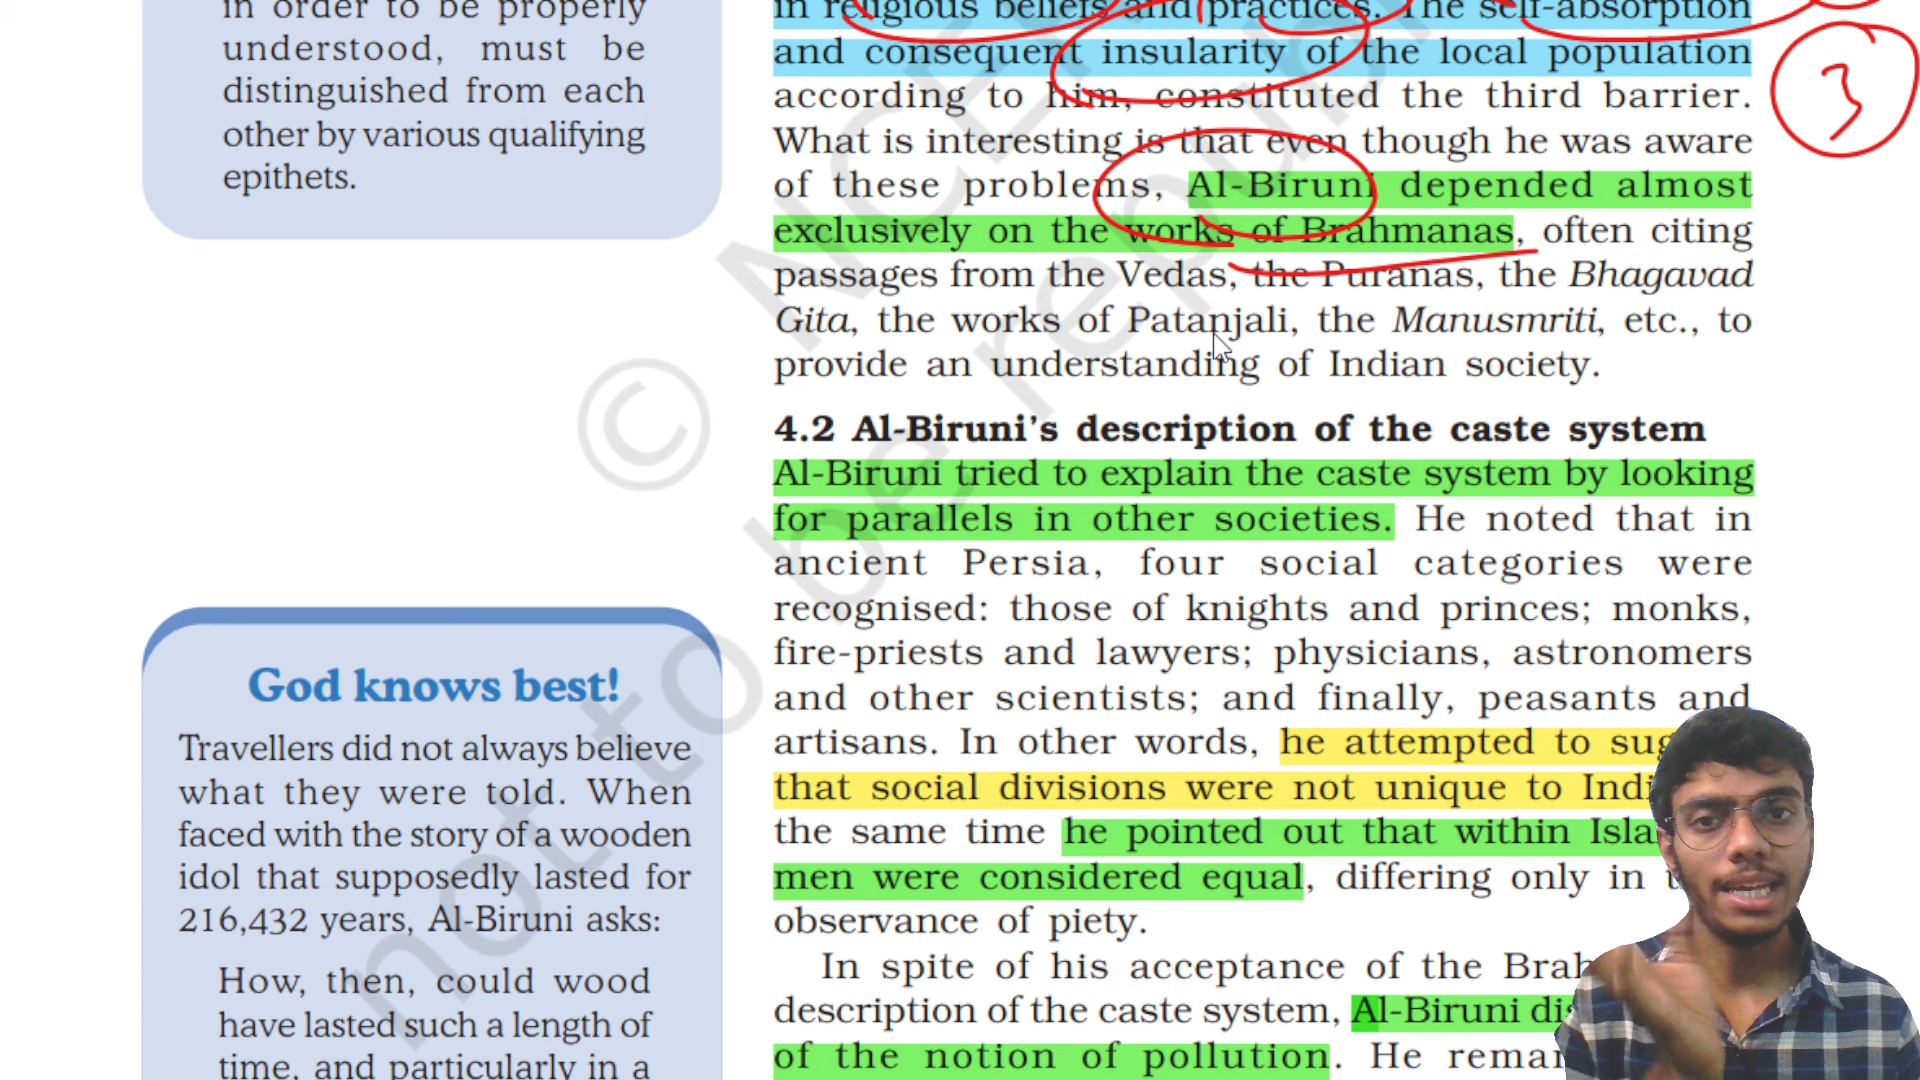 in order to be properly
understood, must be
distinguished from each
other by various qualifying
epithets.
in religious beliefs and practices. The self-absorption
and consequent insularity of the local population
according to him, constituted the third barrier.
What is interesting is that even though he was aware
of these problems, Al-Biruni depended almost
exclusively on the works of Brahmanas, often citing
passages from the Vedas, the Puranas, the Bhagavad
Gita, the works of Patanjali, the Manusmriti, etc., to
provide an understanding of Indian society.
3
4.2 Al-Biruni’s description of the caste system
Al-Biruni tried to explain the caste system by looking
for parallels in other societies. He noted that in
ancient Persia, four social categories were
recognised: those of knights and princes; monks,
fire-priests and lawyers; physicians, astronomers
and other scientists; and finally, peasants and
artisans. In other words, he attempted to sug
that social divisions were not unique to Indi
the same time he pointed out that within Isla
men were considered equal, differing only in
observance of piety.
In spite of his acceptance of the Brah
description of the caste system, Al-Biruni dis
of the notion of pollution. He remar
God knows best!
Travellers did not always believe
what they were told. When
faced with the story of a wooden
idol that supposedly lasted for
216,432 years, Al-Biruni asks:
How, then, could wood
have lasted such a length of
time, and particularly in a
© NCE
not to be repu